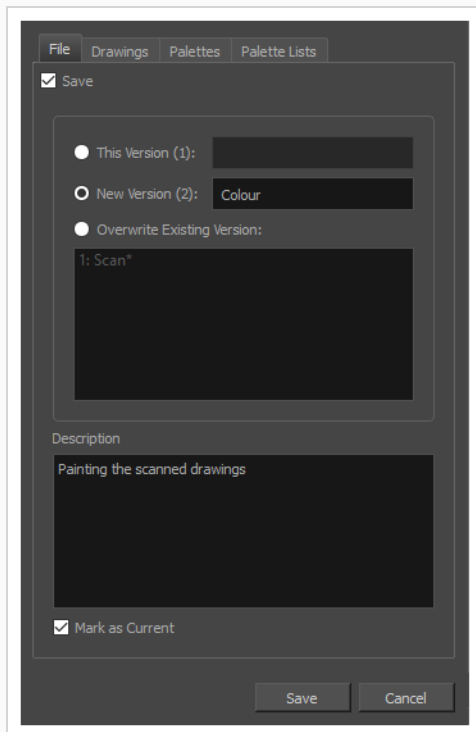 File Drawings Palettes Palette Lists
Save
This Version (1):
New Version (2): Colour
Overwrite Existing Version:
1: Scan*
Description
Painting the scanned drawings
Mark as Current
Save Cancel